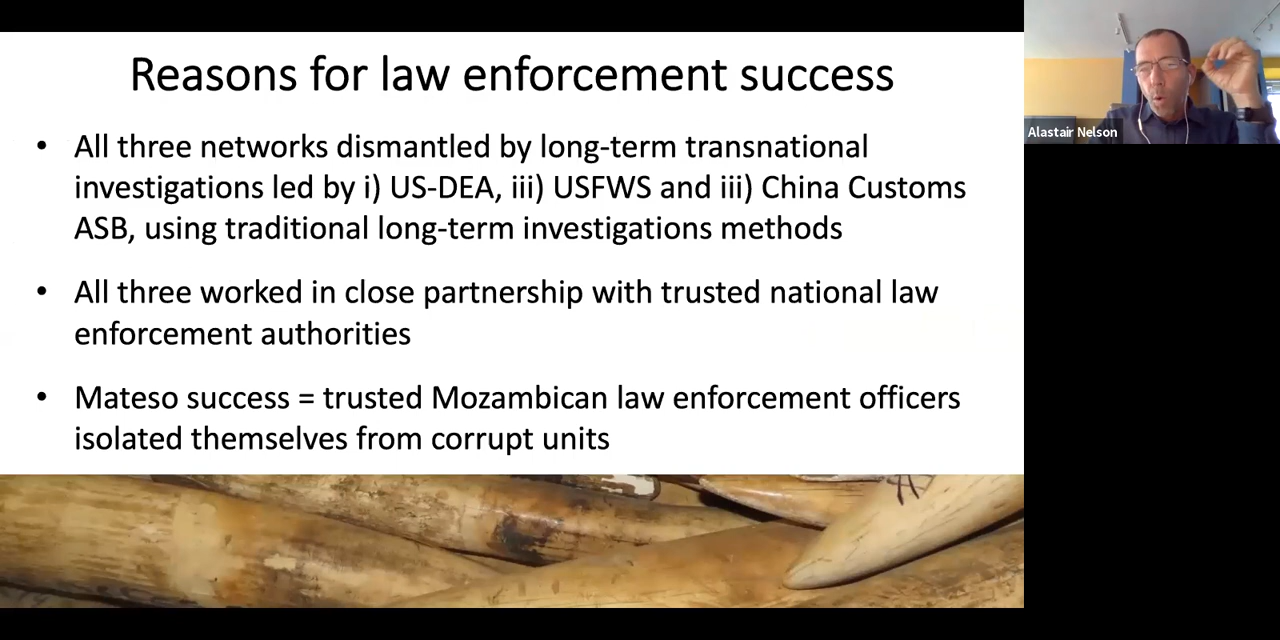 Reasons for law enforcement success
• All three networks dismantled by long-term transnational
investigations led by i) US-DEA, iii) USFWS and iii) China Customs
ASB, using traditional long-term investigations methods
• All three worked in close partnership with trusted national law
enforcement authorities
• Mateso success = trusted Mozambican law enforcement officers
isolated themselves from corrupt units
Alastair Nelson